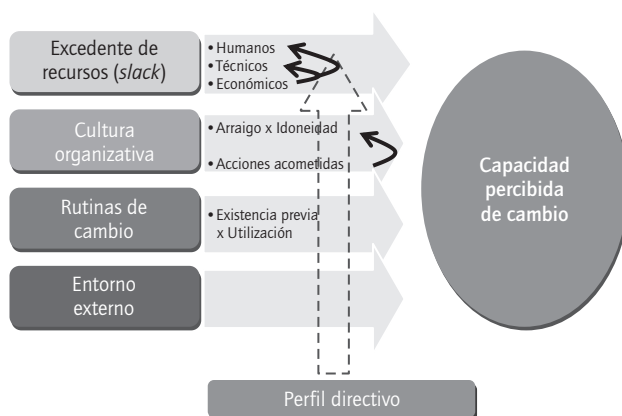 Excedente de
recursos (slack)
• Humanos
• Técnicos
• Económicos
Cultura
organizativa
• Arraigo x Idoneidad
• Acciones acometidas
Rutinas de
cambio
• Existencia previa
x Utilización
Entorno
externo
Capacidad
percibida
de cambio
Perfil directivo